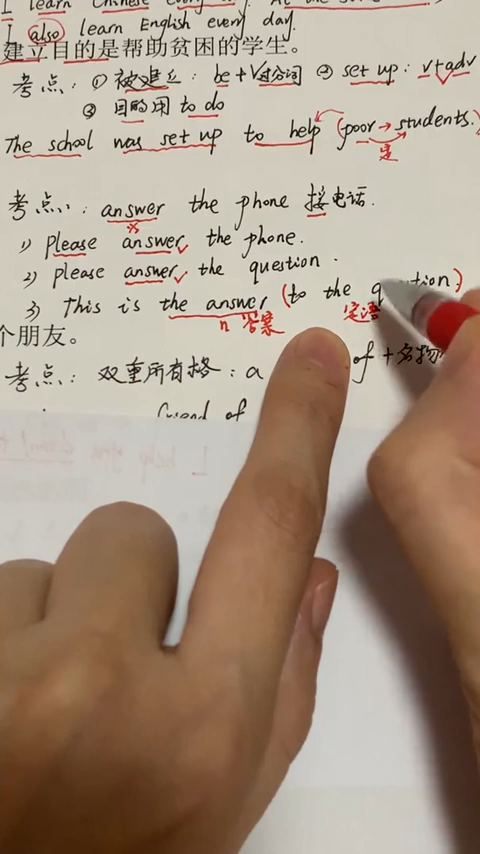 I learn Chinese every
I also learn English every day.
建立目的是帮助贫困的学生。
考点：① 被建立：be + V过分词 ② set up：v+adv
③ 目的用 to do
The school was set up to help (poor → students.)
定
考点：answer the phone 接电话.
1) please answer the phone.
2) please answer the question.
3) This is the answer (to the q tion)
n 答案 定语
个朋友。
考点：双重所有格：a of + 名物
friend of